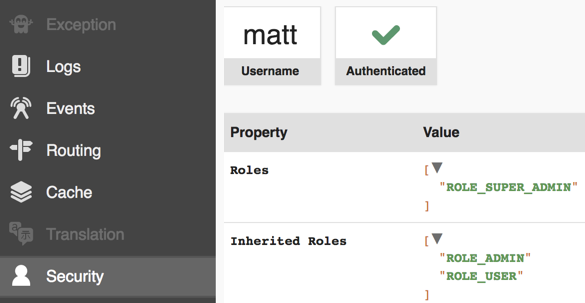 Exception
Logs
Events
Routing
Cache
Translation
Security
matt
Username
Authenticated
Property Value
Roles [
"ROLE_SUPER_ADMIN"
]
Inherited Roles [
"ROLE_ADMIN"
"ROLE_USER"
]